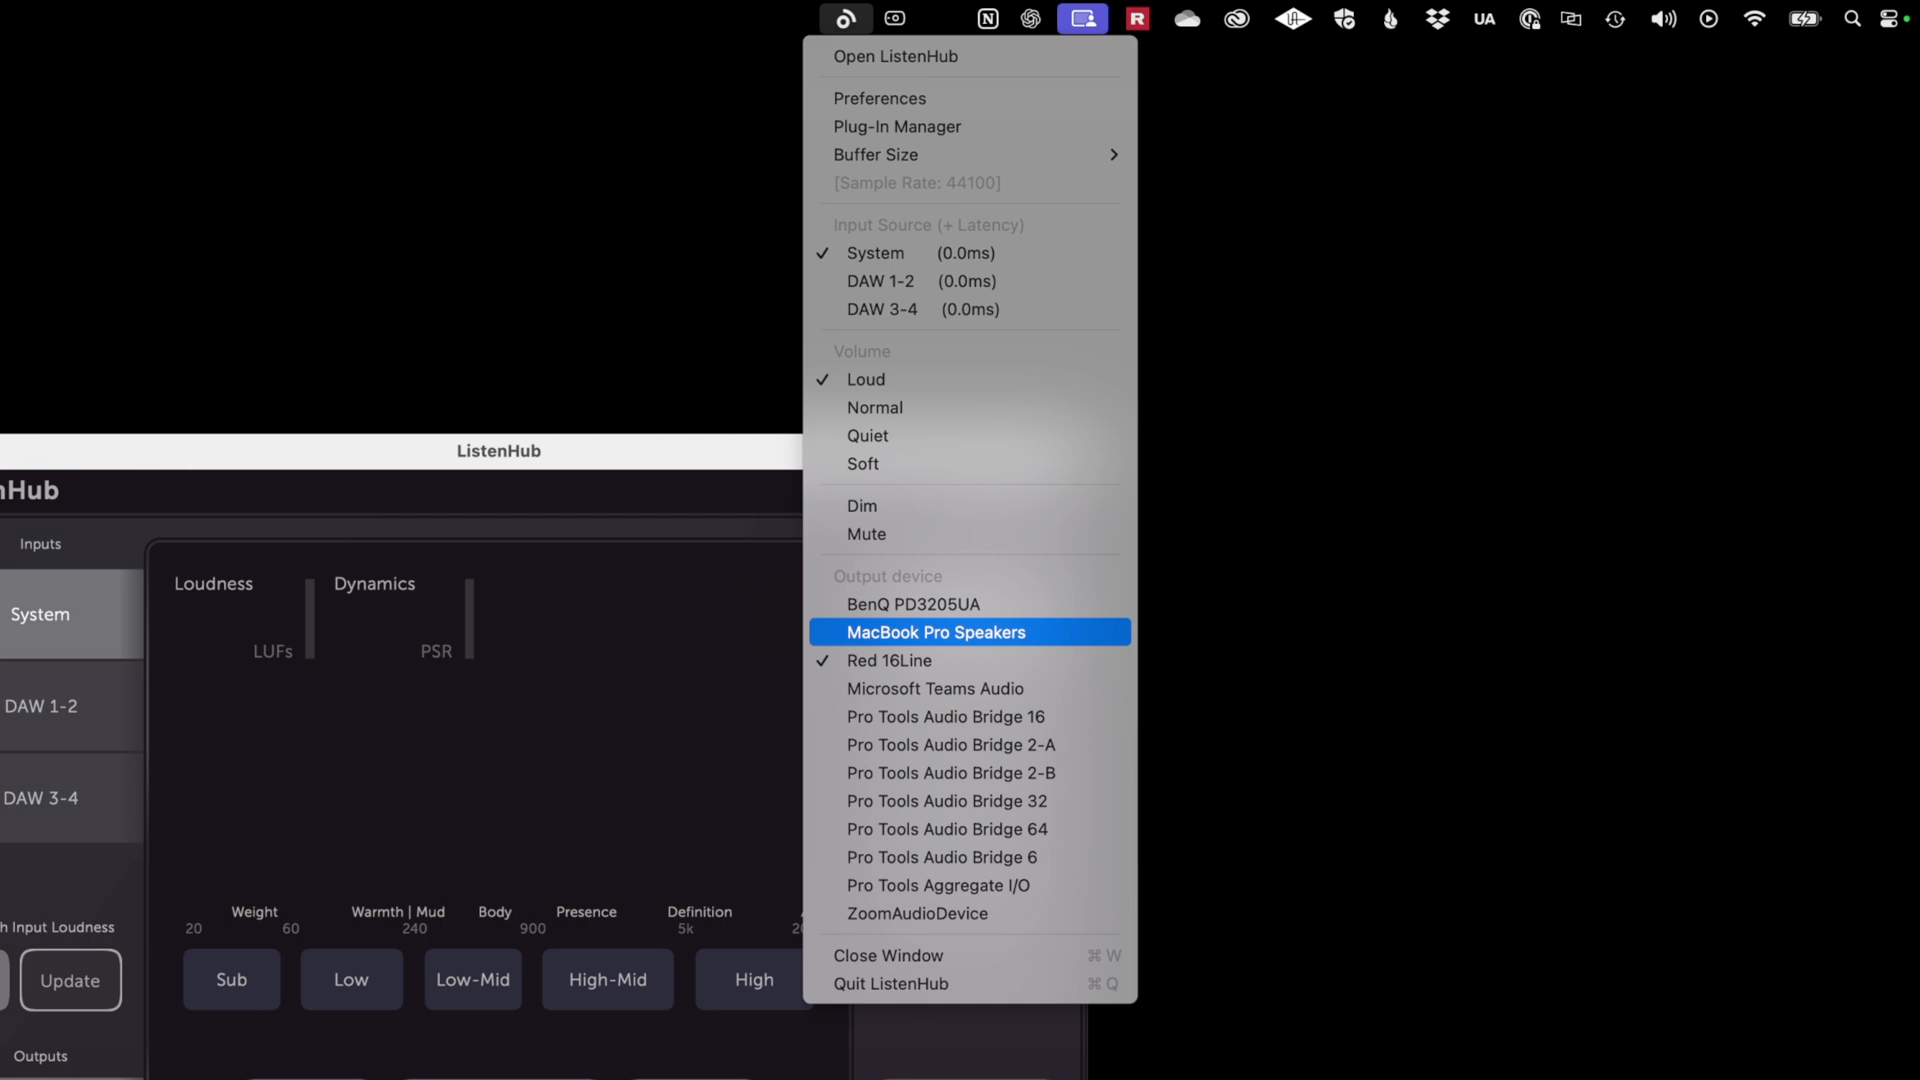 N
R
UA
Open ListenHub
Preferences
Plug-In Manager
Buffer Size
[Sample Rate: 44100]
Input Source (+ Latency)
System (0.0ms)
DAW 1-2 (0.0ms)
DAW 3-4 (0.0ms)
Volume
Loud
Normal
Quiet
Soft
Dim
Mute
Output device
BenQ PD3205UA
MacBook Pro Speakers
Red 16Line
Microsoft Teams Audio
Pro Tools Audio Bridge 16
Pro Tools Audio Bridge 2-A
Pro Tools Audio Bridge 2-B
Pro Tools Audio Bridge 32
Pro Tools Audio Bridge 64
Pro Tools Audio Bridge 6
Pro Tools Aggregate I/O
ZoomAudioDevice
Close Window ⌘ W
Quit ListenHub ⌘ Q
ListenHub
nHub
Inputs
System
DAW 1-2
DAW 3-4
h Input Loudness
Update
Outputs
Loudness
LUFs
Dynamics
PSR
Weight Warmth | Mud Body Presence Definition
20 60 240 900 5k
Sub Low Low-Mid High-Mid High